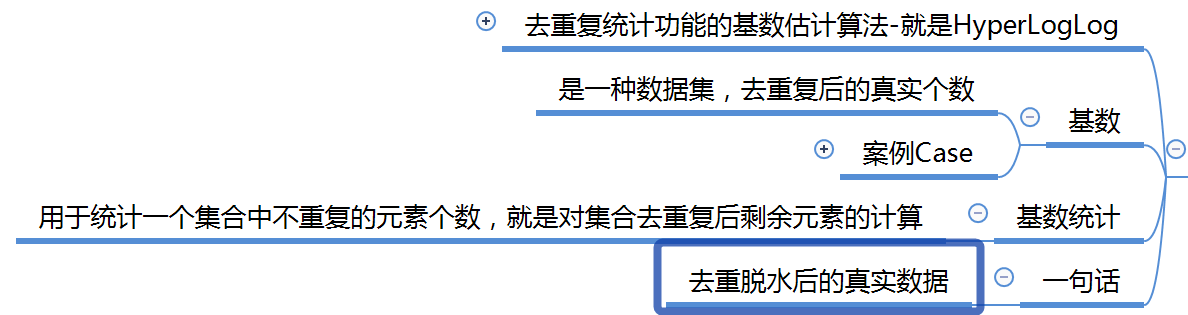 去重复统计功能的基数估计算法-就是HyperLogLog
是一种数据集，去重复后的真实个数
基数
案例Case
用于统计一个集合中不重复的元素个数，就是对集合去重复后剩余元素的计算
基数统计
去重脱水后的真实数据
一句话